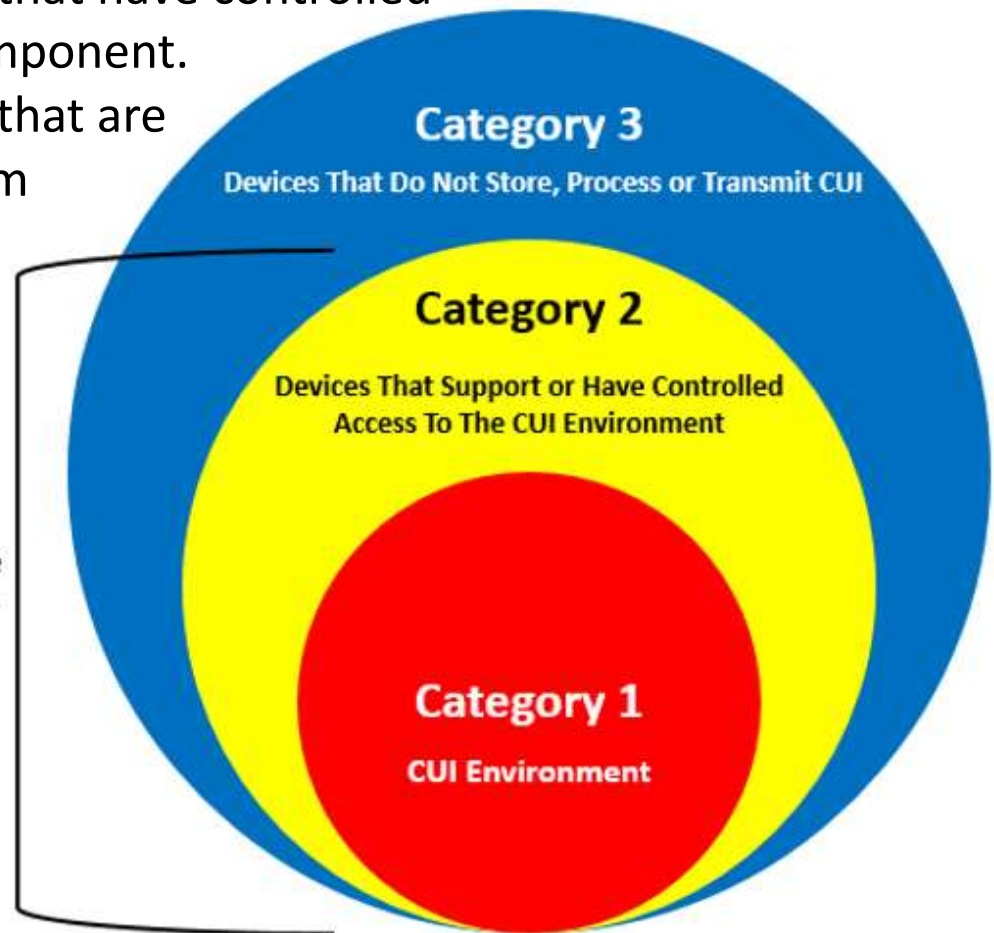 that have controlled
mponent.
that are
m
Category 3
Devices That Do Not Store, Process or Transmit CUI
Category 2
Devices That Support or Have Controlled
Access To The CUI Environment
Category 1
CUI Environment